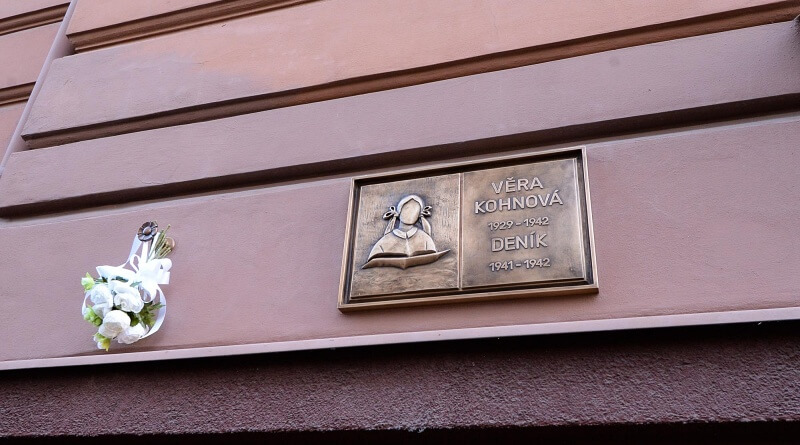 VĚRA
KOHNOVÁ
1929 - 1942
DENÍK
1941 - 1942